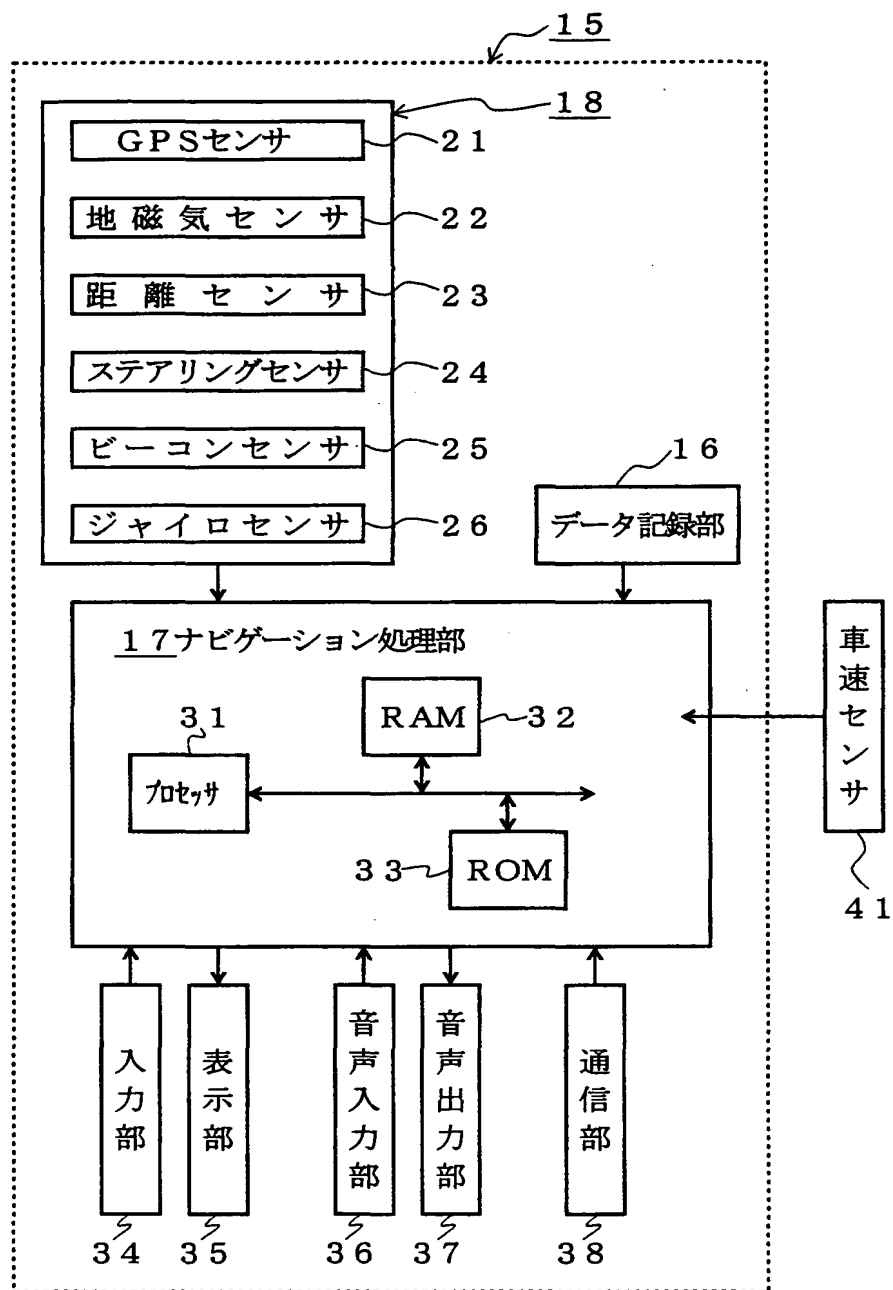 １５
１８
ＧＰＳセンサ
２１
地磁気センサ
２２
距離センサ
２３
ステアリングセンサ
２４
ビーコンセンサ
２５
ジャイロセンサ
２６
１６
データ記録部
１７ナビゲーション処理部
３１
プロセッサ
ＲＡＭ
３２
３３
ＲＯＭ
車速センサ
４１
入力部
表示部
音声入力部
音声出力部
通信部
３４
３５
３６
３７
３８